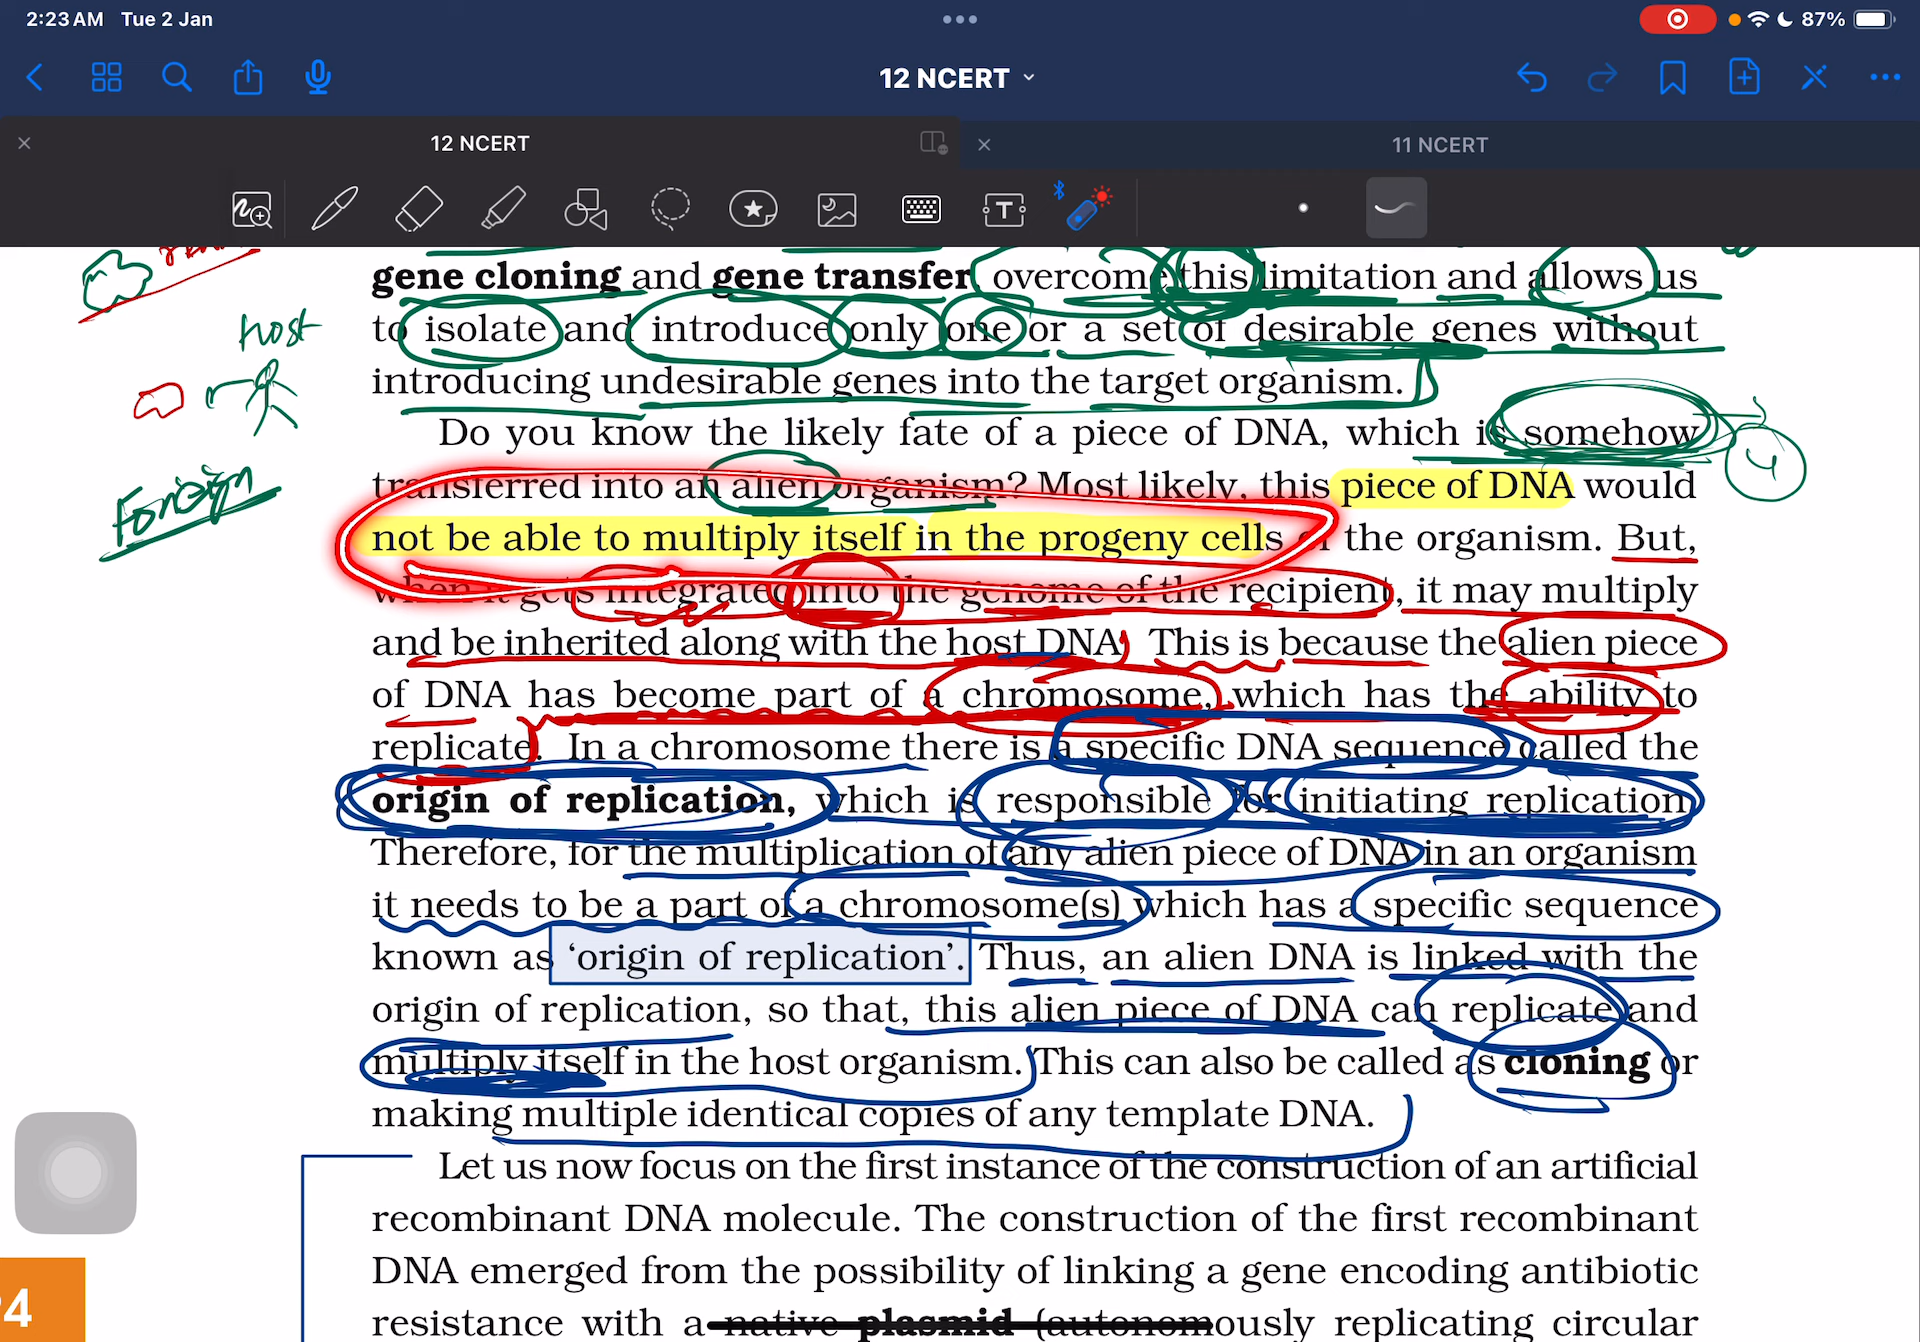 2:23 AM Tue 2 Jan
87%
12 NCERT
12 NCERT
11 NCERT
gene cloning and gene transfer, overcome this limitation and allows us
host
to isolate and introduce only one or a set of desirable genes without
introducing undesirable genes into the target organism.
Do you know the likely fate of a piece of DNA, which is somehow
Foreign
transferred into an alien organism? Most likely, this piece of DNA would
not be able to multiply itself in the progeny cells of the organism. But,
when it gets integrated into the genome of the recipient, it may multiply
and be inherited along with the host DNA. This is because the alien piece
of DNA has become part of a chromosome, which has the ability to
replicate. In a chromosome there is a specific DNA sequence called the
origin of replication, which is responsible for initiating replication.
Therefore, for the multiplication of any alien piece of DNA in an organism
it needs to be a part of a chromosome(s) which has a specific sequence
known as ‘origin of replication’. Thus, an alien DNA is linked with the
origin of replication, so that, this alien piece of DNA can replicate and
multiply itself in the host organism. This can also be called as cloning or
making multiple identical copies of any template DNA.
Let us now focus on the first instance of the construction of an artificial
recombinant DNA molecule. The construction of the first recombinant
DNA emerged from the possibility of linking a gene encoding antibiotic
resistance with a native plasmid (autonomously replicating circular
4